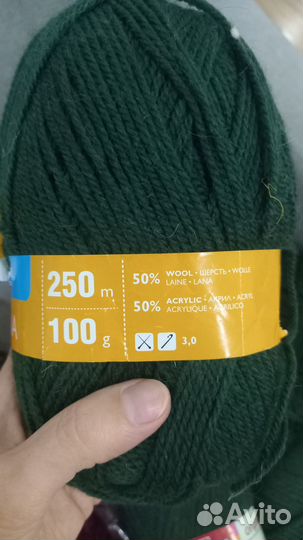 250 m
100 g
50% WOOL • ШЕРСТЬ • WOLLE
LAINE • LANA
50% ACRYLIC • АКРИЛ • ACRYL
ACRYLIQUE • ACRILICO
3,0
A
Avito